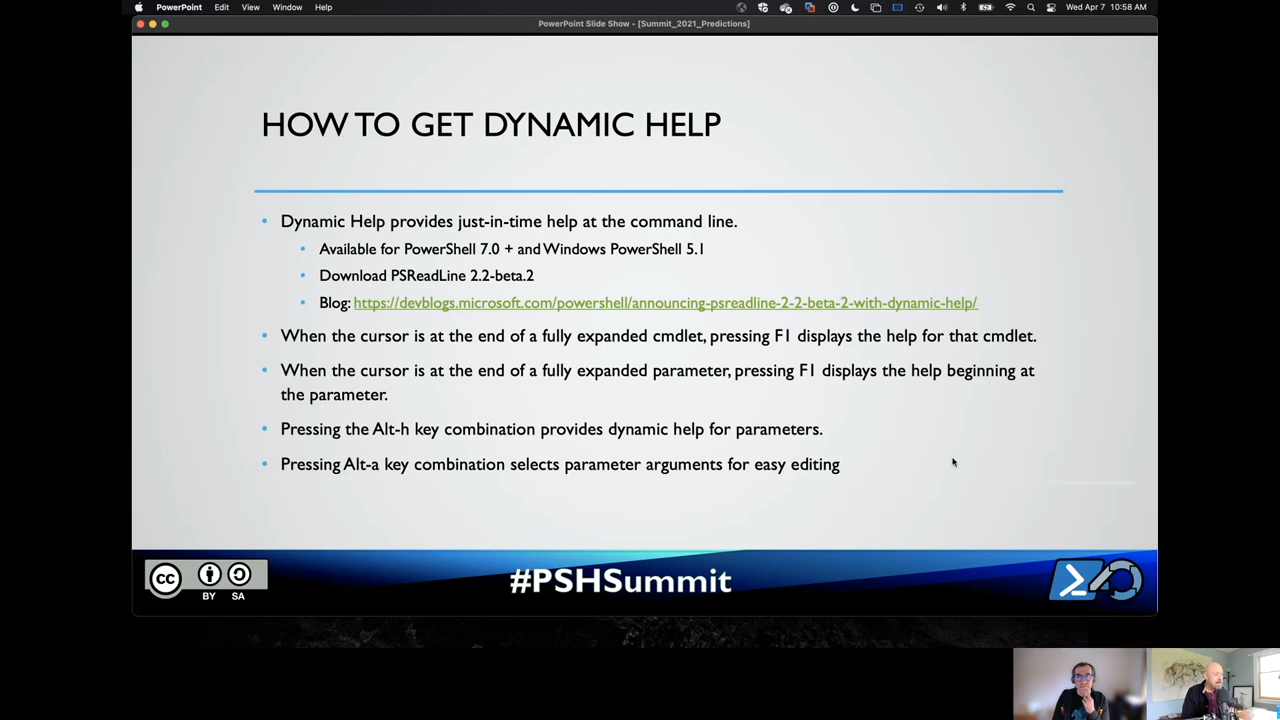 PowerPoint Edit View Window Help Wed Apr 7 10:58 AM
PowerPoint Slide Show - [Summit_2021_Predictions]
HOW TO GET DYNAMIC HELP
• Dynamic Help provides just-in-time help at the command line.
• Available for PowerShell 7.0 + and Windows PowerShell 5.1
• Download PSReadLine 2.2-beta.2
• Blog: https://devblogs.microsoft.com/powershell/announcing-psreadline-2-2-beta-2-with-dynamic-help/
• When the cursor is at the end of a fully expanded cmdlet, pressing F1 displays the help for that cmdlet.
• When the cursor is at the end of a fully expanded parameter, pressing F1 displays the help beginning at
the parameter.
• Pressing the Alt-h key combination provides dynamic help for parameters.
• Pressing Alt-a key combination selects parameter arguments for easy editing
CC
BY SA
#PSHSummit